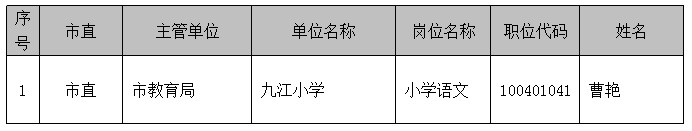 序号 市直 主管单位 单位名称 岗位名称 职位代码 姓名
1 市直 市教育局 九江小学 小学语文 100401041 曹艳